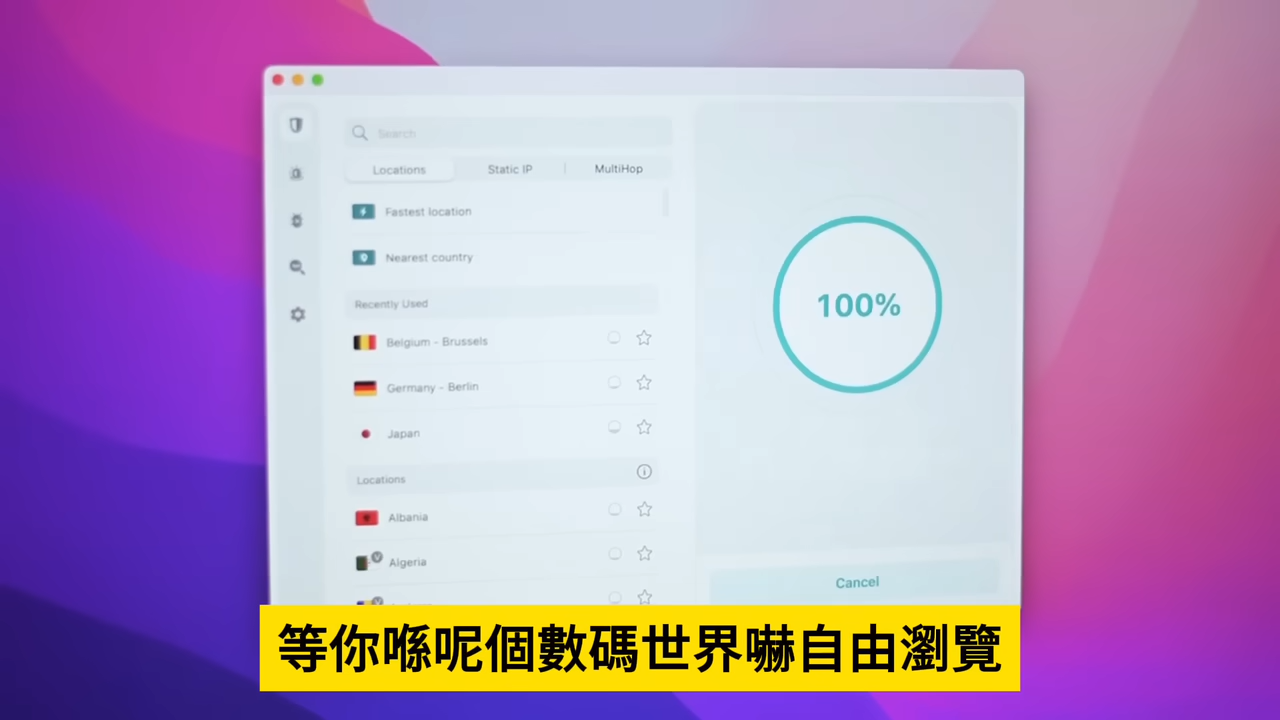 Search
Locations
Static IP
MultiHop
Fastest location
Nearest country
Recently Used
Belgium - Brussels
Germany - Berlin
Japan
Locations
Albania
Algeria
100%
Cancel
等你喺呢個數碼世界嚇自由瀏覽